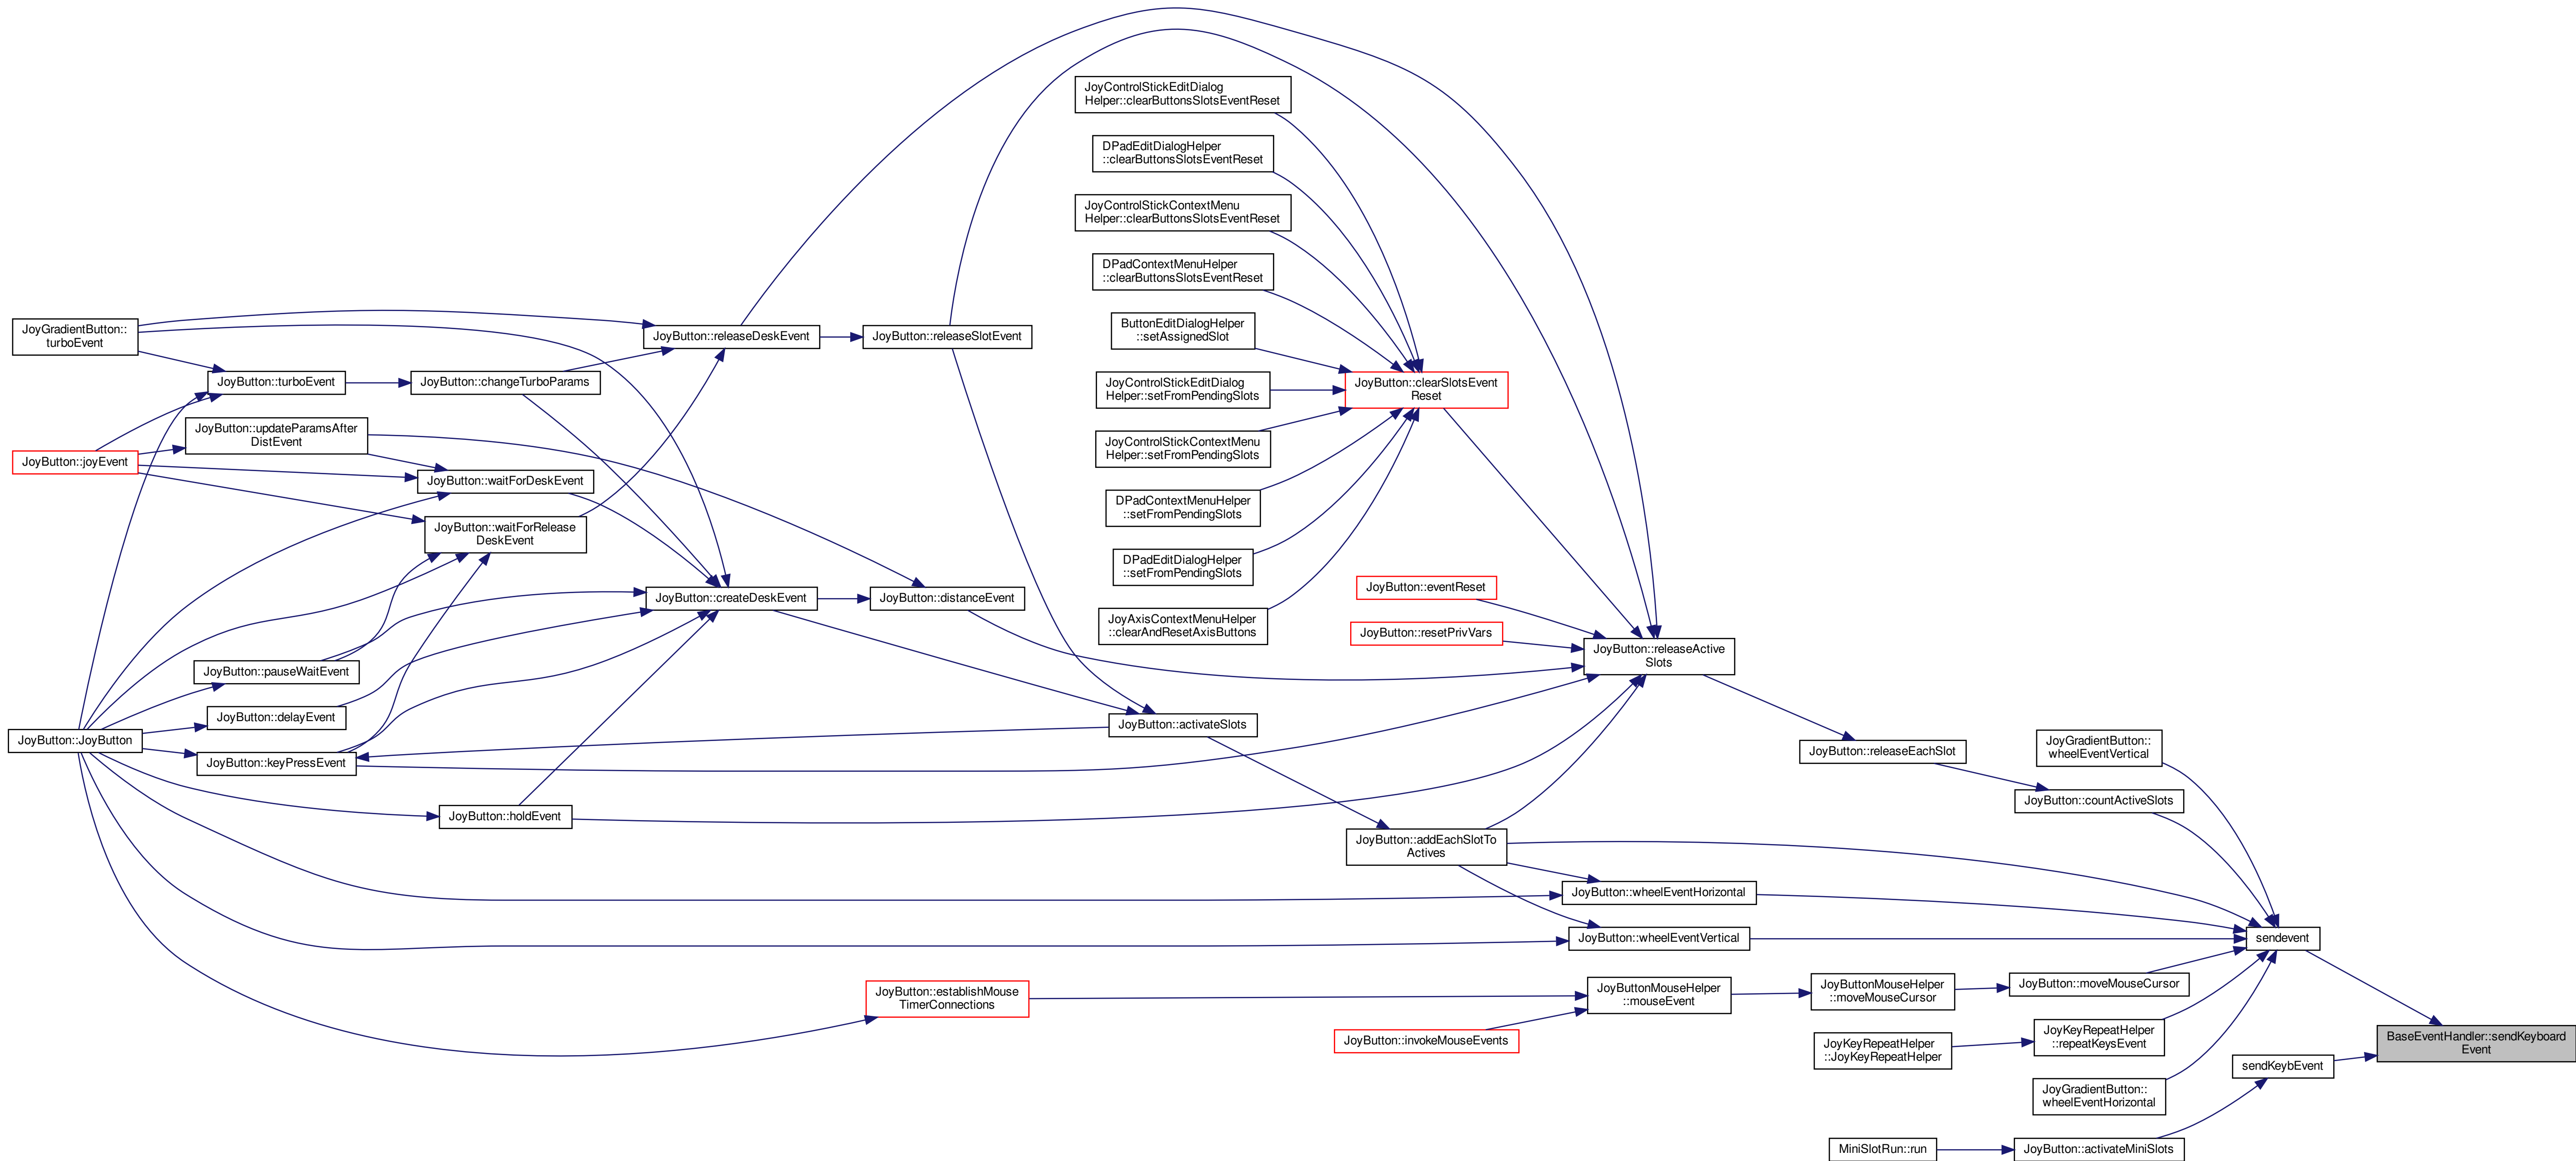 JoyControlStickEditDialog
Helper::clearButtonsSlotsEventReset
DPadEditDialogHelper
::clearButtonsSlotsEventReset
JoyControlStickContextMenu
Helper::clearButtonsSlotsEventReset
DPadContextMenuHelper
::clearButtonsSlotsEventReset
ButtonEditDialogHelper
::setAssignedSlot
JoyControlStickEditDialog
Helper::setFromPendingSlots
JoyControlStickContextMenu
Helper::setFromPendingSlots
DPadContextMenuHelper
::setFromPendingSlots
DPadEditDialogHelper
::setFromPendingSlots
JoyAxisContextMenuHelper
::clearAndResetAxisButtons
JoyGradientButton::
turboEvent
JoyButton::turboEvent
JoyButton::changeTurboParams
JoyButton::releaseDeskEvent
JoyButton::releaseSlotEvent
JoyButton::clearSlotsEvent
Reset
JoyButton::updateParamsAfter
DistEvent
JoyButton::joyEvent
JoyButton::waitForDeskEvent
JoyButton::waitForRelease
DeskEvent
JoyButton::createDeskEvent
JoyButton::distanceEvent
JoyButton::eventReset
JoyButton::resetPrivVars
JoyButton::releaseActive
Slots
JoyButton::pauseWaitEvent
JoyButton::delayEvent
JoyButton::JoyButton
JoyButton::keyPressEvent
JoyButton::activateSlots
JoyButton::holdEvent
JoyButton::releaseEachSlot
JoyGradientButton::
wheelEventVertical
JoyButton::countActiveSlots
JoyButton::addEachSlotTo
Actives
JoyButton::wheelEventHorizontal
JoyButton::wheelEventVertical
sendevent
JoyButton::establishMouse
TimerConnections
JoyButtonMouseHelper
::mouseEvent
JoyButtonMouseHelper
::moveMouseCursor
JoyButton::moveMouseCursor
JoyButton::invokeMouseEvents
JoyKeyRepeatHelper
::JoyKeyRepeatHelper
JoyKeyRepeatHelper
::repeatKeysEvent
BaseEventHandler::sendKeyboard
Event
sendKeybEvent
JoyGradientButton::
wheelEventHorizontal
MiniSlotRun::run
JoyButton::activateMiniSlots